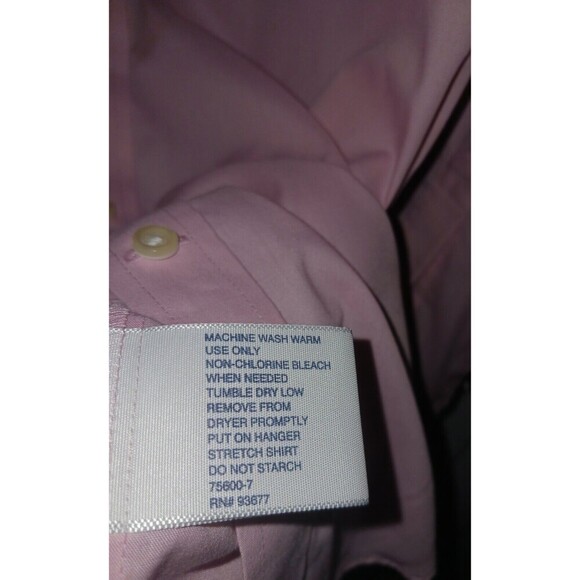 MACHINE WASH WARM
USE ONLY
NON-CHLORINE BLEACH
WHEN NEEDED
TUMBLE DRY LOW
REMOVE FROM
DRYER PROMPTLY
PUT ON HANGER
STRETCH SHIRT
DO NOT STARCH
75600-7
RN# 93677